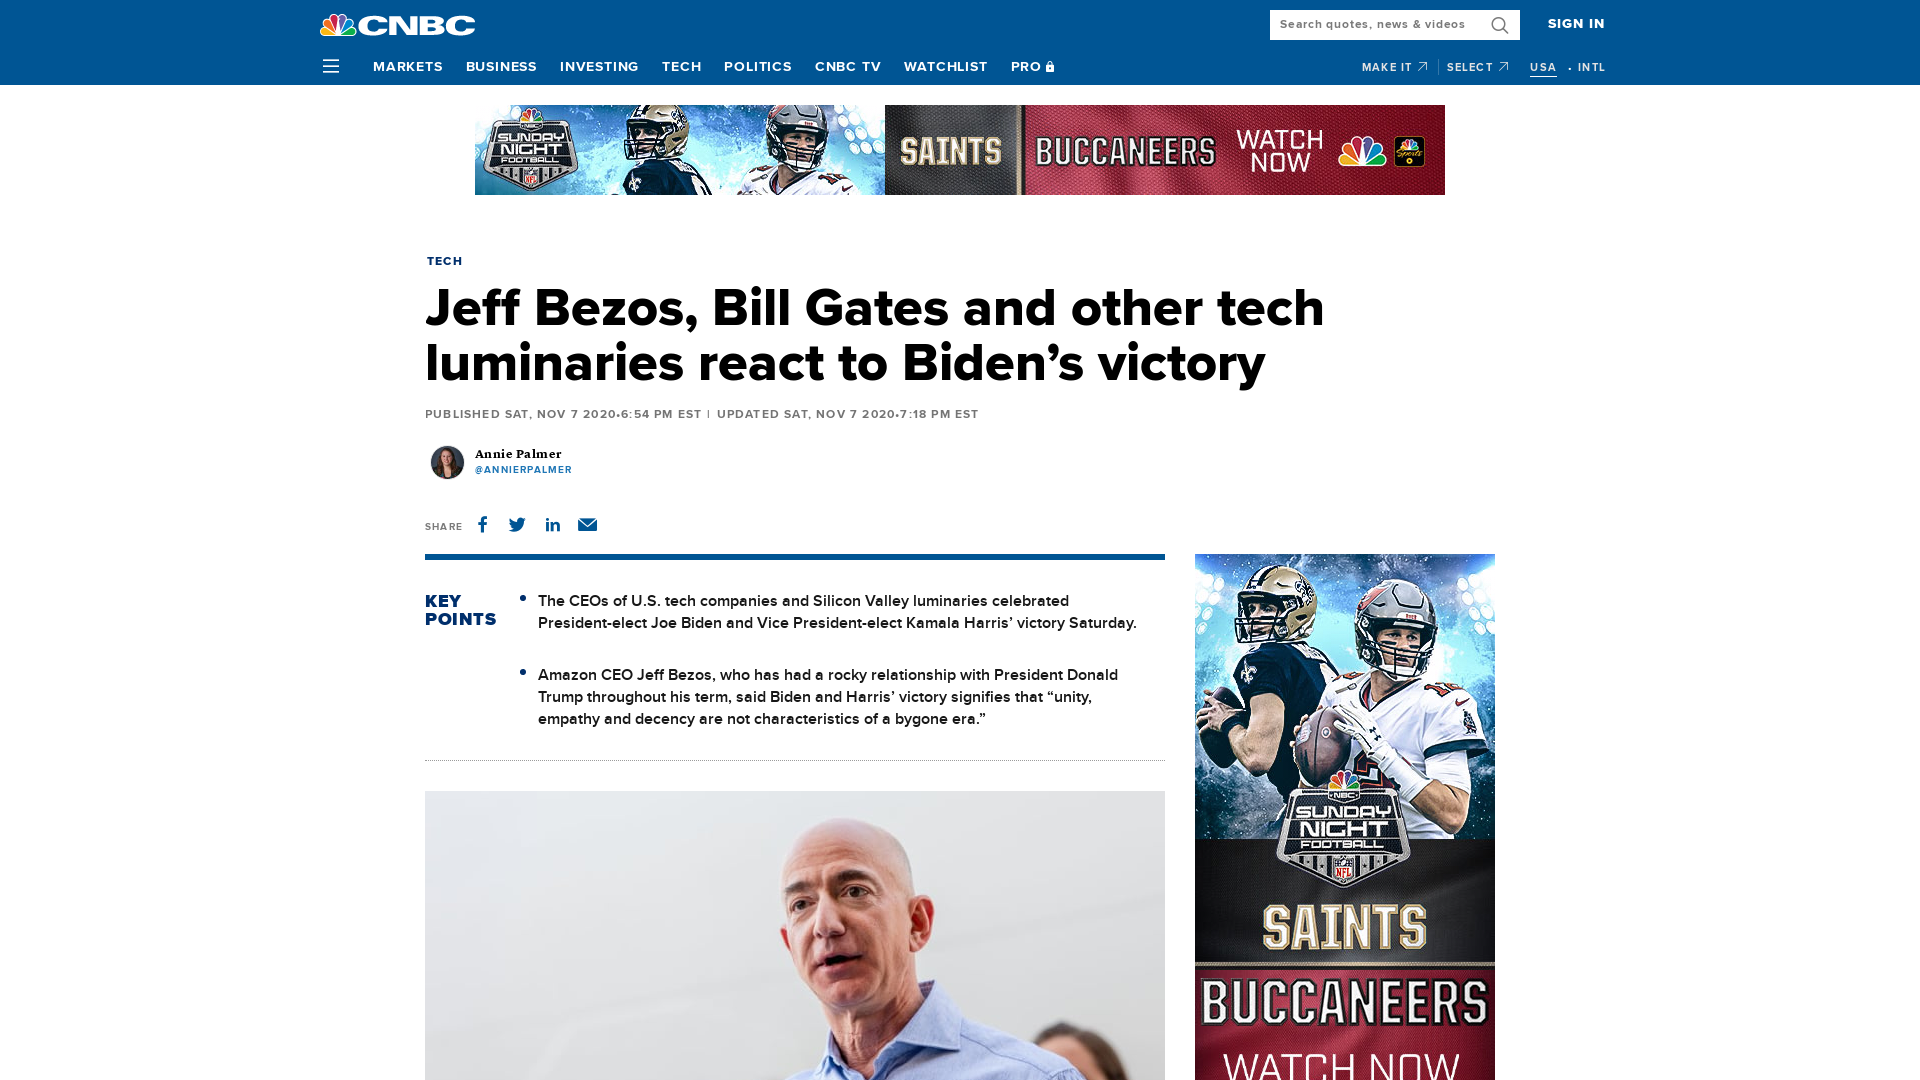 CNBC
Search quotes, news & videos
SIGN IN
MARKETS
BUSINESS
INVESTING
TECH
POLITICS
CNBC TV
WATCHLIST
PRO
MAKE IT
SELECT
USA
• INTL
NBC
SUNDAY
NIGHT
FOOTBALL
NFL
SAINTS
BUCCANEERS
WATCH
NOW
Sports
TECH
Jeff Bezos, Bill Gates and other tech
luminaries react to Biden’s victory
PUBLISHED SAT, NOV 7 2020•6:54 PM EST | UPDATED SAT, NOV 7 2020•7:18 PM EST
Annie Palmer
@ANNIERPALMER
SHARE
KEY
POINTS
• The CEOs of U.S. tech companies and Silicon Valley luminaries celebrated
President-elect Joe Biden and Vice President-elect Kamala Harris’ victory Saturday.
• Amazon CEO Jeff Bezos, who has had a rocky relationship with President Donald
Trump throughout his term, said Biden and Harris’ victory signifies that “unity,
empathy and decency are not characteristics of a bygone era.”
12
NBC
SUNDAY
NIGHT
FOOTBALL
NFL
SAINTS
BUCCANEERS
WATCH NOW